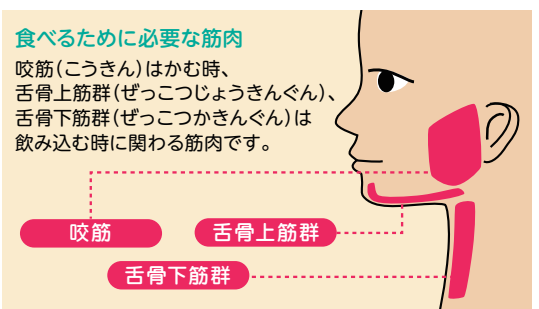 食べるために必要な筋肉
咬筋(こうきん)はかむ時、
舌骨上筋群(ぜっこつじょうきんぐん)、
舌骨下筋群(ぜっこつかきんぐん)は
飲み込む時に関わる筋肉です。
咬筋
舌骨上筋群
舌骨下筋群